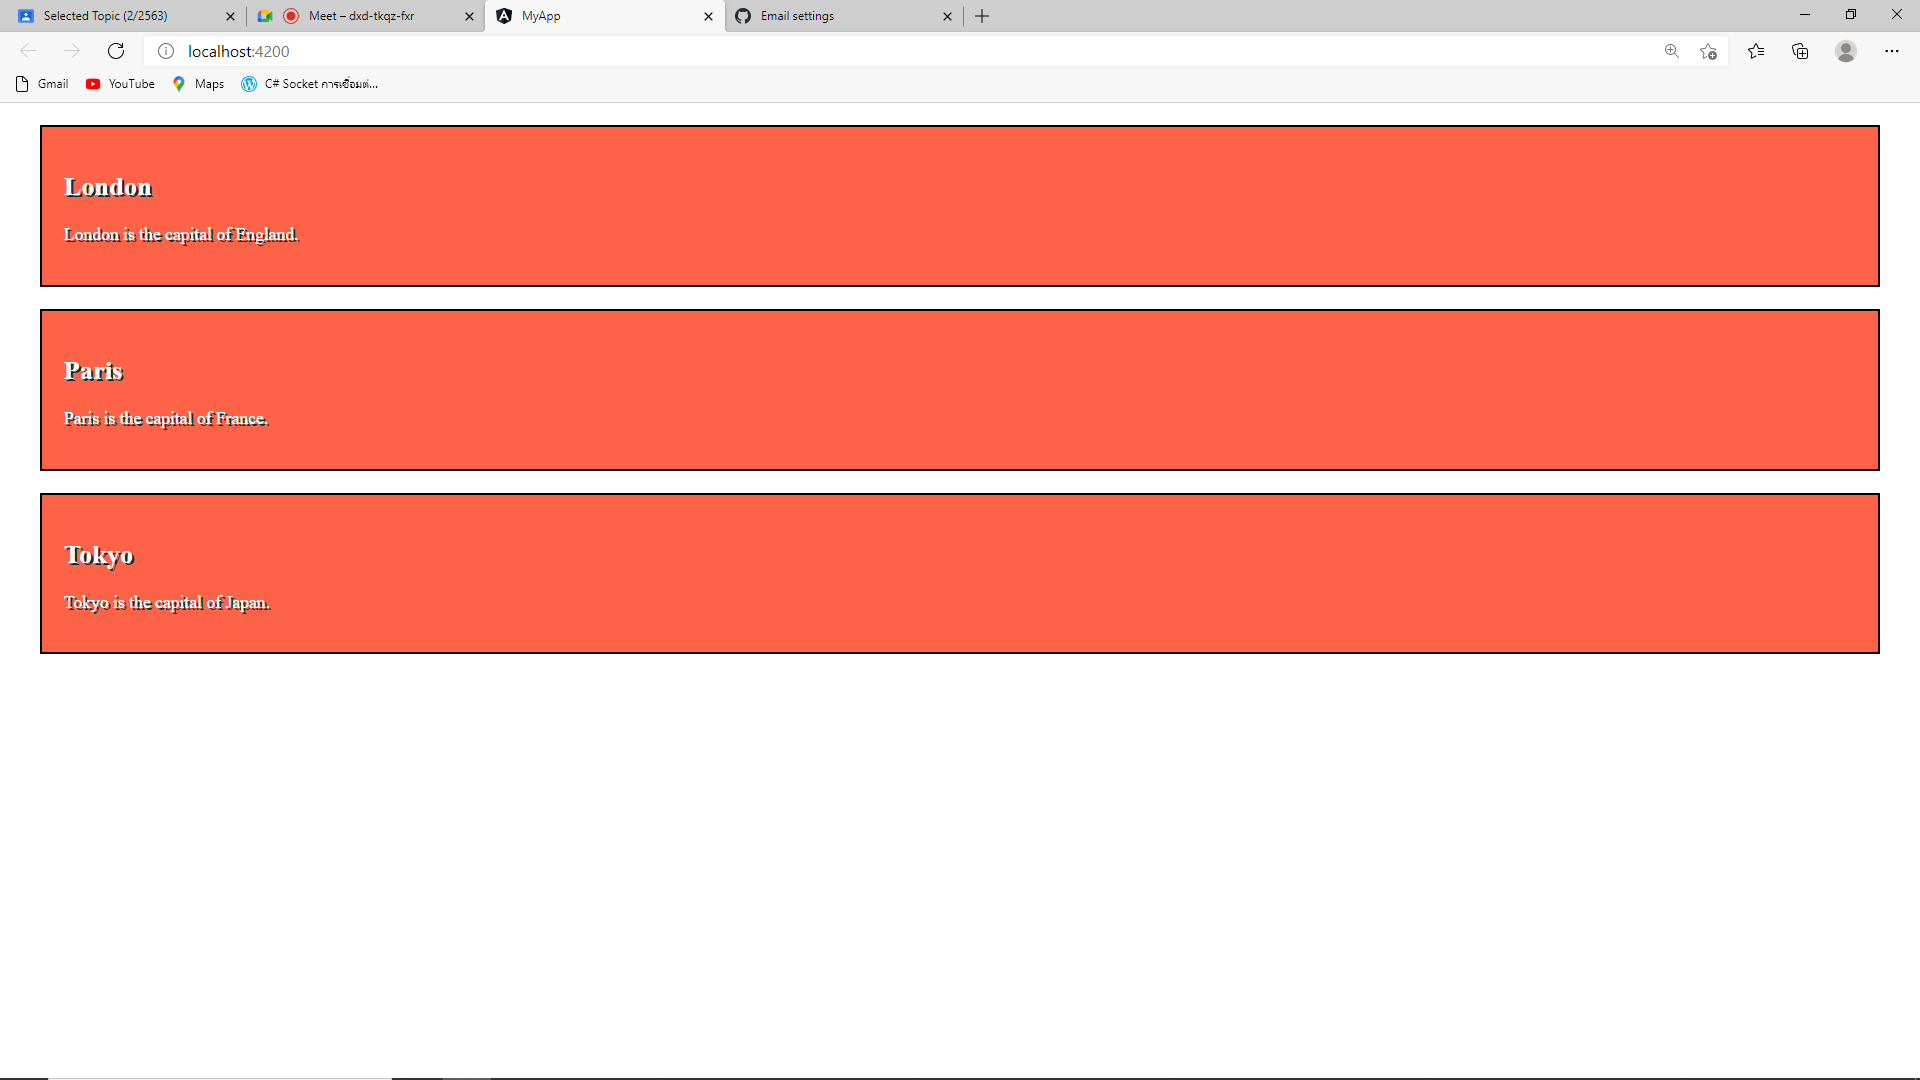 Selected Topic (2/2563)
Meet – dxd-tkqz-fxr
MyApp
Email settings
localhost:4200
Gmail
YouTube
Maps
C# Socket การเชื่อมต่...
London
London is the capital of England.
Paris
Paris is the capital of France.
Tokyo
Tokyo is the capital of Japan.